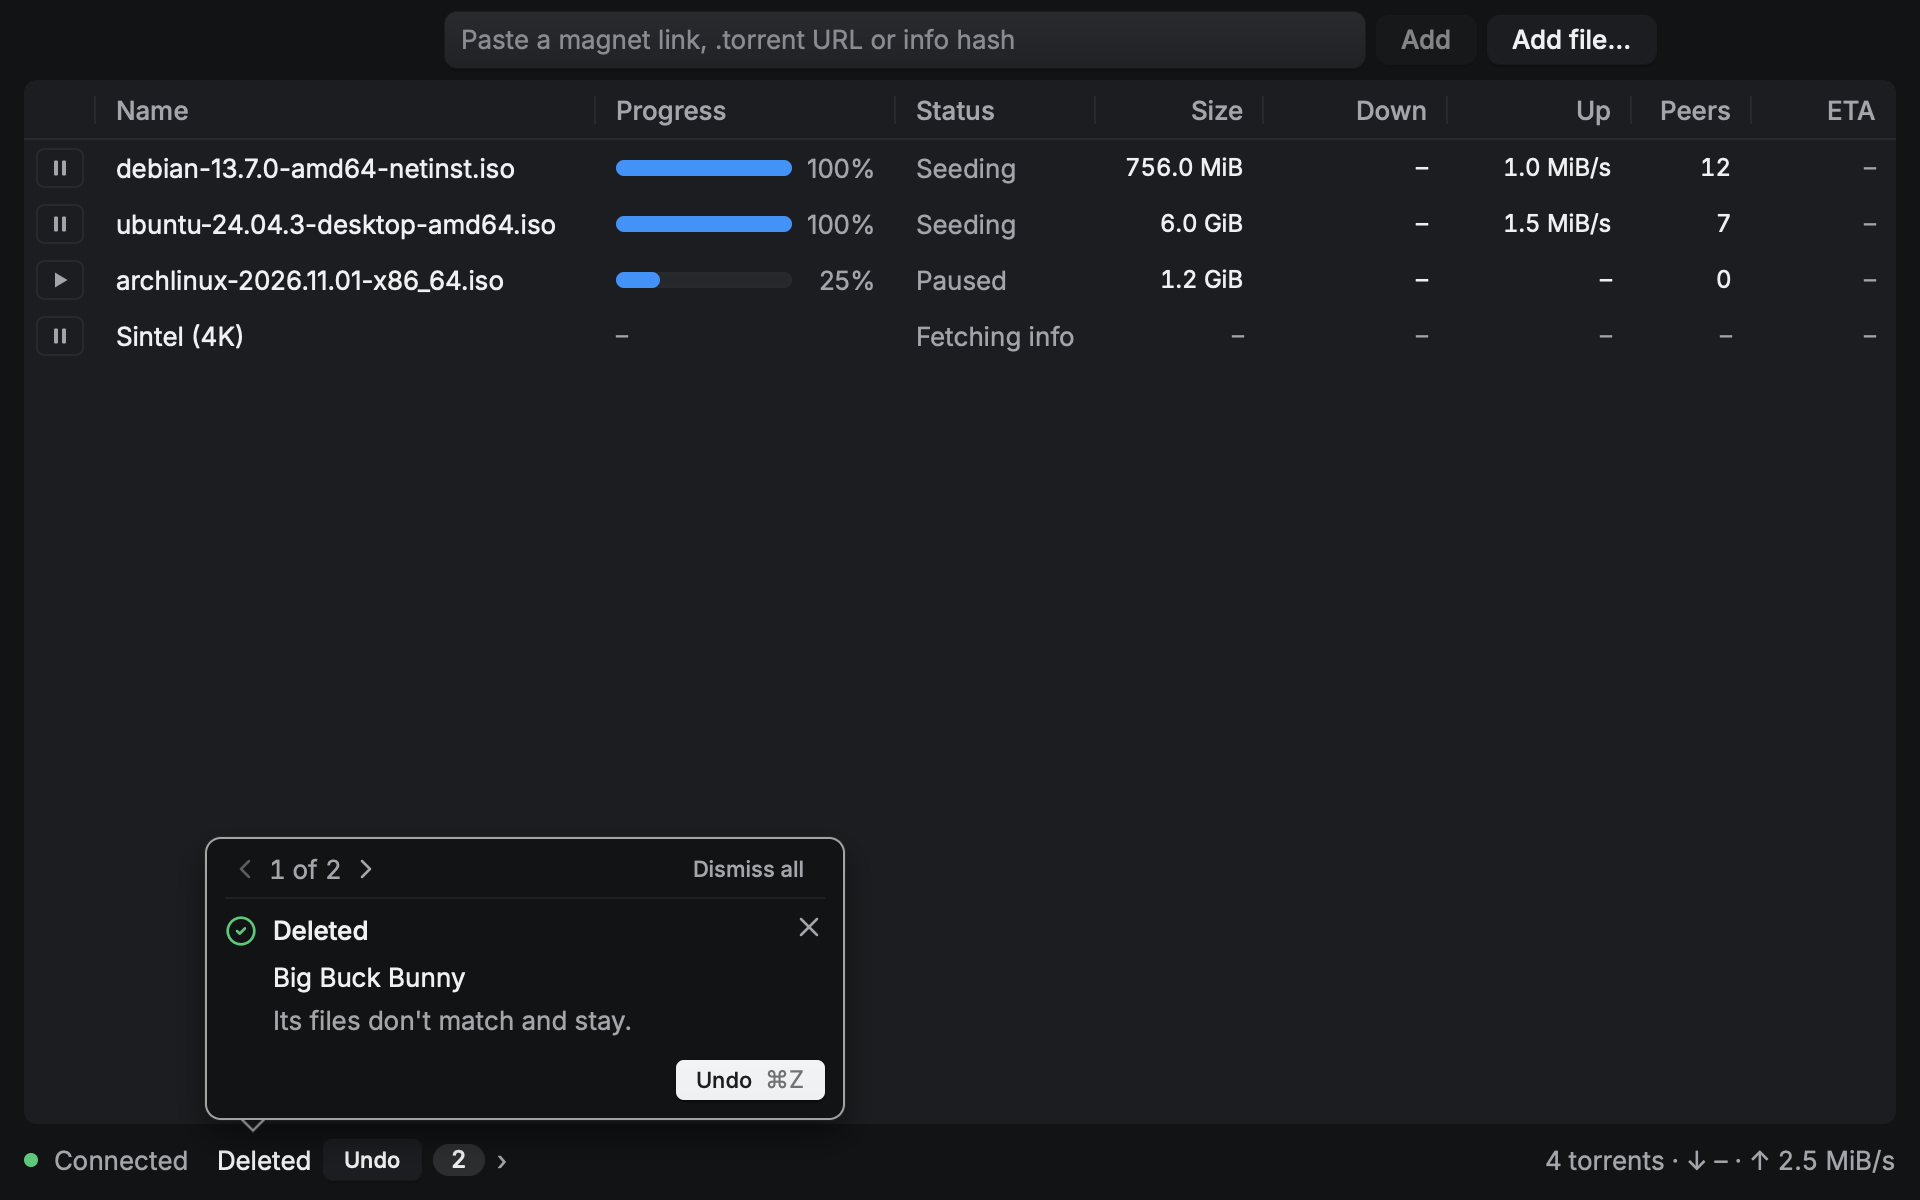 Paste a magnet link, .torrent URL or info hash Add Add file...
Name Progress Status Size Down Up Peers ETA
debian-13.7.0-amd64-netinst.iso 100% Seeding 756.0 MiB – 1.0 MiB/s 12 –
ubuntu-24.04.3-desktop-amd64.iso 100% Seeding 6.0 GiB – 1.5 MiB/s 7 –
archlinux-2026.11.01-x86_64.iso 25% Paused 1.2 GiB – – 0 –
Sintel (4K) – Fetching info – – – – –
1 of 2 Dismiss all
Deleted
Big Buck Bunny
Its files don't match and stay.
Undo ⌘Z
Connected Deleted Undo 2 › 4 torrents · ↓ – · ↑ 2.5 MiB/s